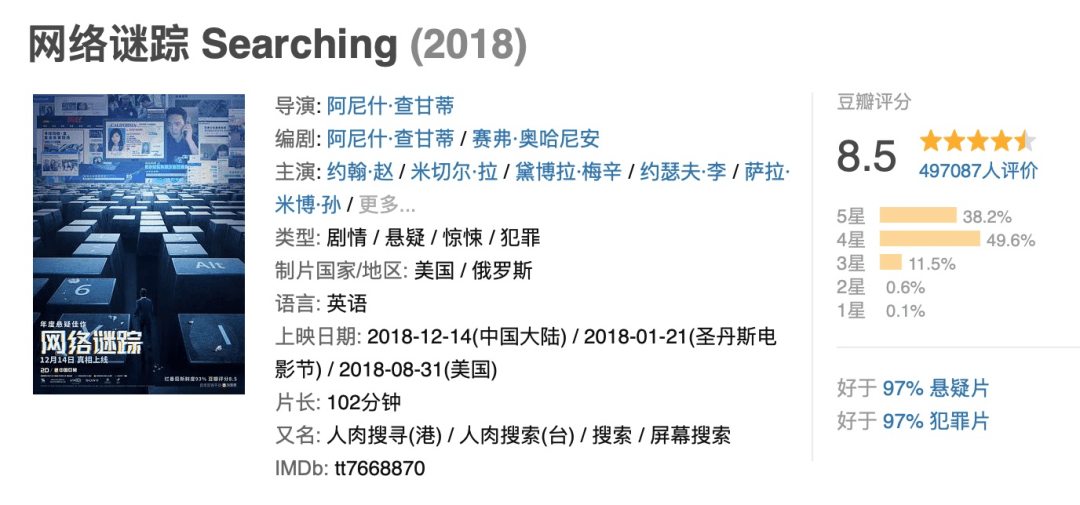 网络谜踪 Searching (2018)
导演: 阿尼什·查甘蒂
编剧: 阿尼什·查甘蒂 / 赛弗·奥哈尼安
主演: 约翰·赵 / 米切尔·拉 / 黛博拉·梅辛 / 约瑟夫·李 / 萨拉·
米博·孙 / 更多...
类型: 剧情 / 悬疑 / 惊悚 / 犯罪
制片国家/地区: 美国 / 俄罗斯
语言: 英语
上映日期: 2018-12-14(中国大陆) / 2018-01-21(圣丹斯电
影节) / 2018-08-31(美国)
片长: 102分钟
又名: 人肉搜寻(港) / 人肉搜索(台) / 搜索 / 屏幕搜索
IMDb: tt7668870
豆瓣评分
8.5
497087人评价
5星 38.2%
4星 49.6%
3星 11.5%
2星 0.6%
1星 0.1%
好于 97% 悬疑片
好于 97% 犯罪片
CALIFORNIA
Alt
6
年度悬疑佳作
网络谜踪
12月14日 真相上线